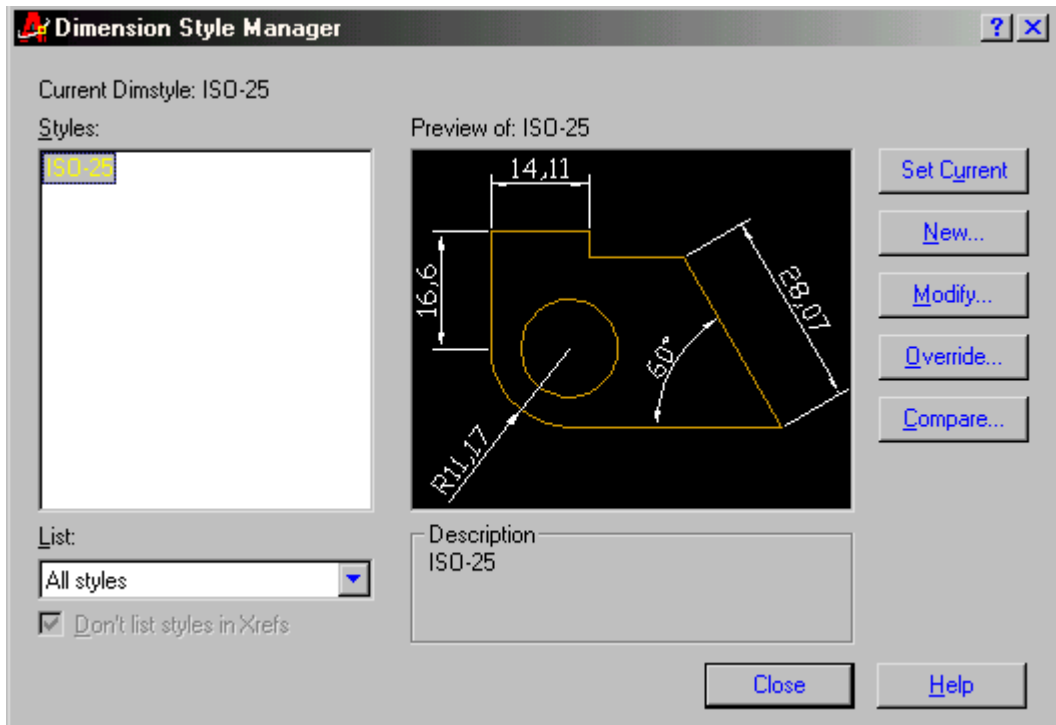 Dimension Style Manager
? ×
Current Dimstyle: ISO-25
Styles:
ISO-25
Preview of: ISO-25
14,11
16,6
28,07
60°
R11,17
Set Current
New...
Modify...
Override...
Compare...
List:
All styles
Don't list styles in Xrefs
Description
ISO-25
Close
Help